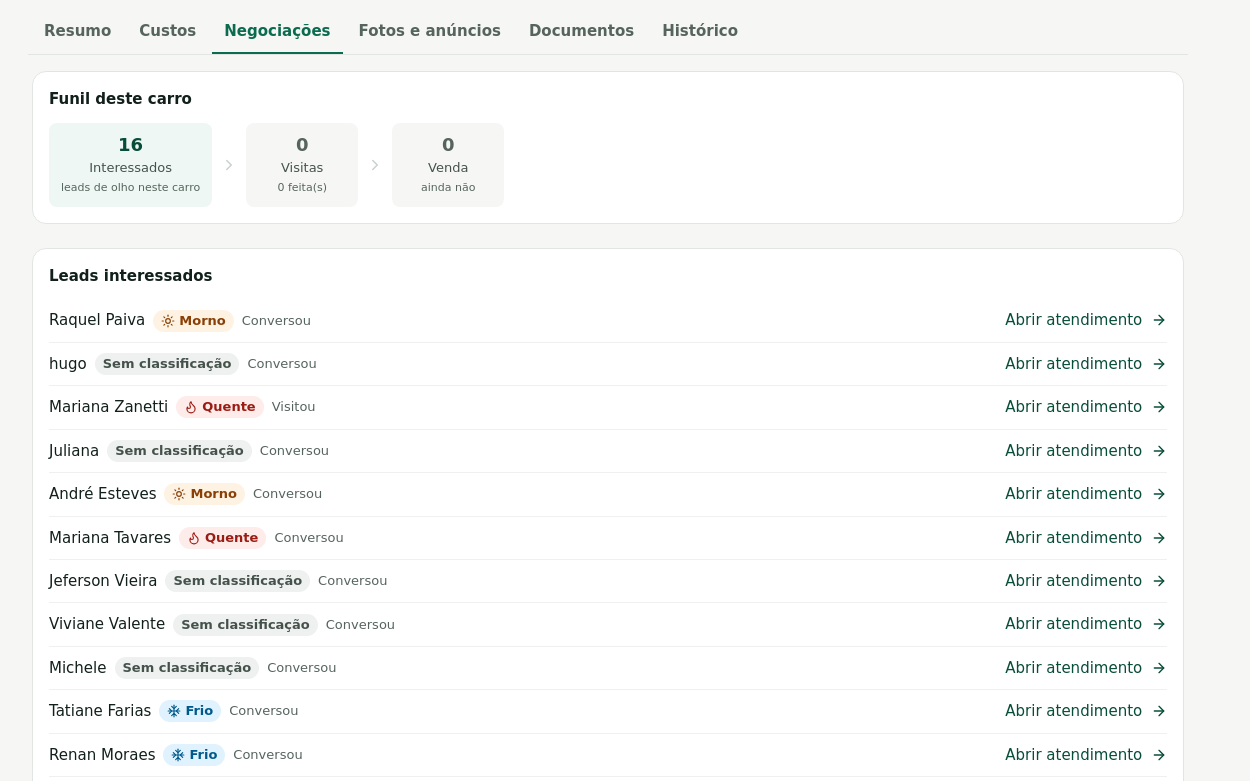 Resumo Custos Negociações Fotos e anúncios Documentos Histórico
Funil deste carro
16
Interessados
leads de olho neste carro
0
Visitas
0 feita(s)
0
Venda
ainda não
Leads interessados
Raquel Paiva Morno Conversou Abrir atendimento
hugo Sem classificação Conversou Abrir atendimento
Mariana Zanetti Quente Visitou Abrir atendimento
Juliana Sem classificação Conversou Abrir atendimento
André Esteves Morno Conversou Abrir atendimento
Mariana Tavares Quente Conversou Abrir atendimento
Jeferson Vieira Sem classificação Conversou Abrir atendimento
Viviane Valente Sem classificação Conversou Abrir atendimento
Michele Sem classificação Conversou Abrir atendimento
Tatiane Farias Frio Conversou Abrir atendimento
Renan Moraes Frio Conversou Abrir atendimento